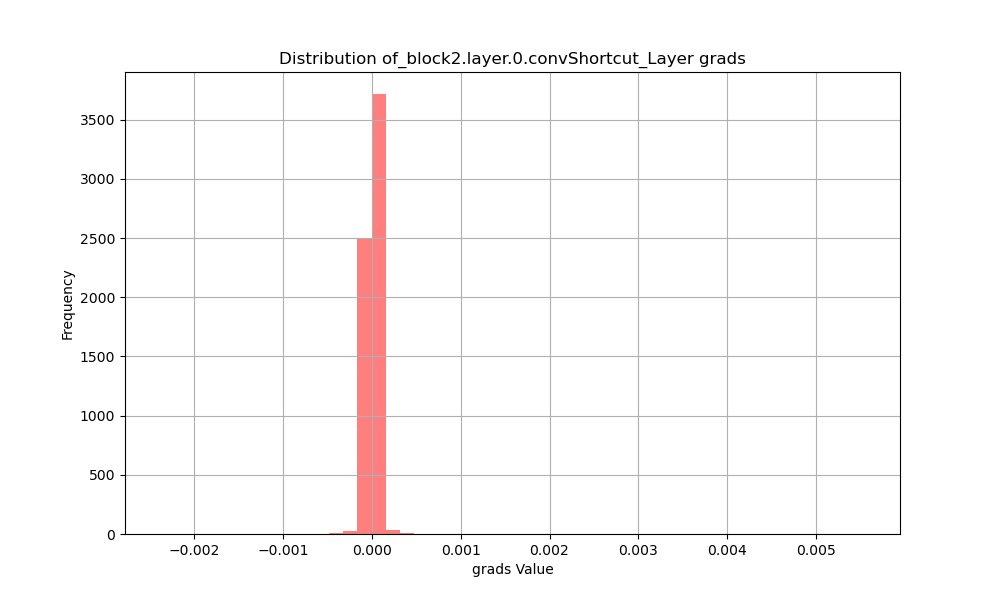 Distribution of_block2.layer.0.convShortcut_Layer grads
3500
3000
2500
2000
1500
1000
500
0
Frequency
−0.002 −0.001 0.000 0.001 0.002 0.003 0.004 0.005
grads Value